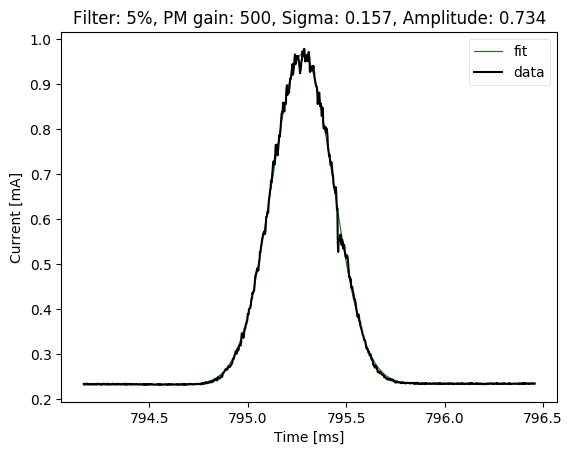 Filter: 5%, PM gain: 500, Sigma: 0.157, Amplitude: 0.734
fit
data
1.0
0.9
0.8
0.7
0.6
0.5
0.4
0.3
0.2
Current [mA]
794.5 795.0 795.5 796.0 796.5
Time [ms]